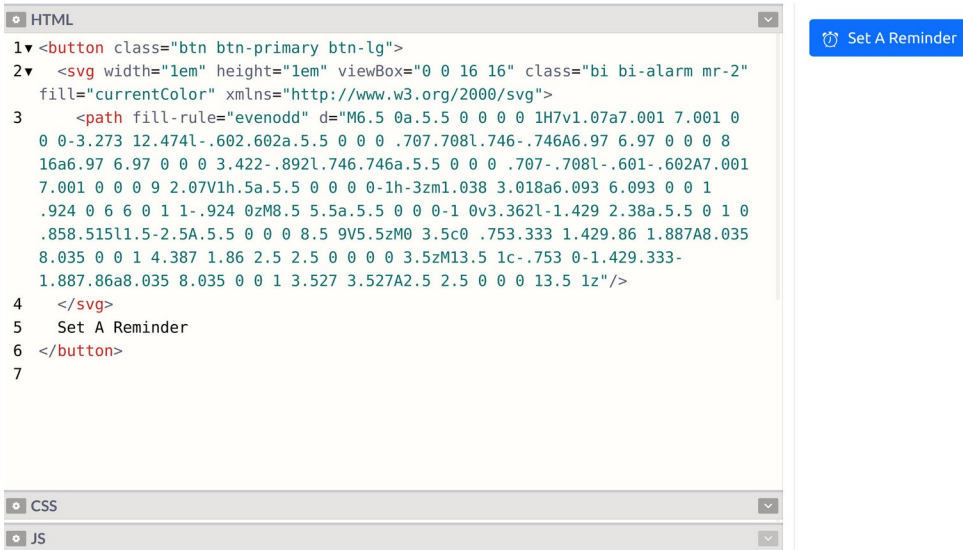 HTML
1 <button class="btn btn-primary btn-lg">
2 <svg width="1em" height="1em" viewBox="0 0 16 16" class="bi bi-alarm mr-2"
fill="currentColor" xmlns="http://www.w3.org/2000/svg">
3 <path fill-rule="evenodd" d="M6.5 0a.5.5 0 0 0 0 1H7v1.07a7.001 7.001 0
0 0-3.273 12.474l-.602.602a.5.5 0 0 0 .707.708l.746-.746A6.97 6.97 0 0 0 8
16a6.97 6.97 0 0 0 3.422-.892l.746.746a.5.5 0 0 0 .707-.708l-.601-.602A7.001
7.001 0 0 0 9 2.07V1h.5a.5.5 0 0 0 0-1h-3zm1.038 3.018a6.093 6.093 0 0 1
.924 0 6 6 0 1 1-.924 0zM8.5 5.5a.5.5 0 0 0-1 0v3.362l-1.429 2.38a.5.5 0 1 0
.858.515l1.5-2.5A.5.5 0 0 0 8.5 9V5.5zM0 3.5c0 .753.333 1.429.86 1.887A8.035
8.035 0 0 1 4.387 1.86 2.5 2.5 0 0 0 0 3.5zM13.5 1c-.753 0-1.429.333-
1.887.86a8.035 8.035 0 0 1 3.527 3.527A2.5 2.5 0 0 0 13.5 1z"/>
4 </svg>
5 Set A Reminder
6 </button>
7
CSS
JS
Set A Reminder